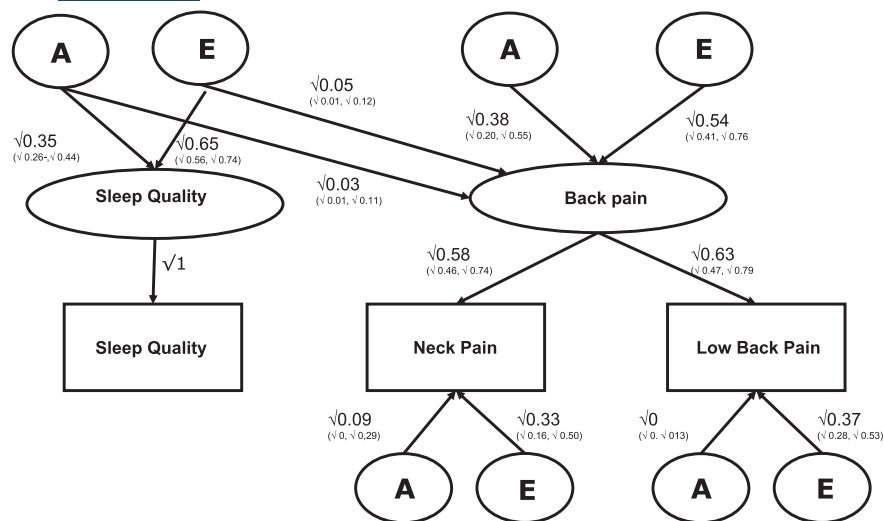 A
E
A
E
√0.05
(√ 0.01, √ 0.12)
√0.38
(√ 0.20, √ 0.55)
√0.54
(√ 0.41, √ 0.76
√0.35
(√ 0.26-,√ 0.44)
√0.65
(√ 0.56, √ 0.74)
√0.03
(√ 0.01, √ 0.11)
Sleep Quality
Back pain
√1
√0.58
(√ 0.46, √ 0.74)
√0.63
(√ 0.47, √ 0.79
Sleep Quality
Neck Pain
Low Back Pain
√0.09
(√ 0, √ 0,29)
√0.33
(√ 0.16, √ 0.50)
√0
(√ 0. √ 013)
√0.37
(√ 0.28, √ 0.53)
A
E
A
E